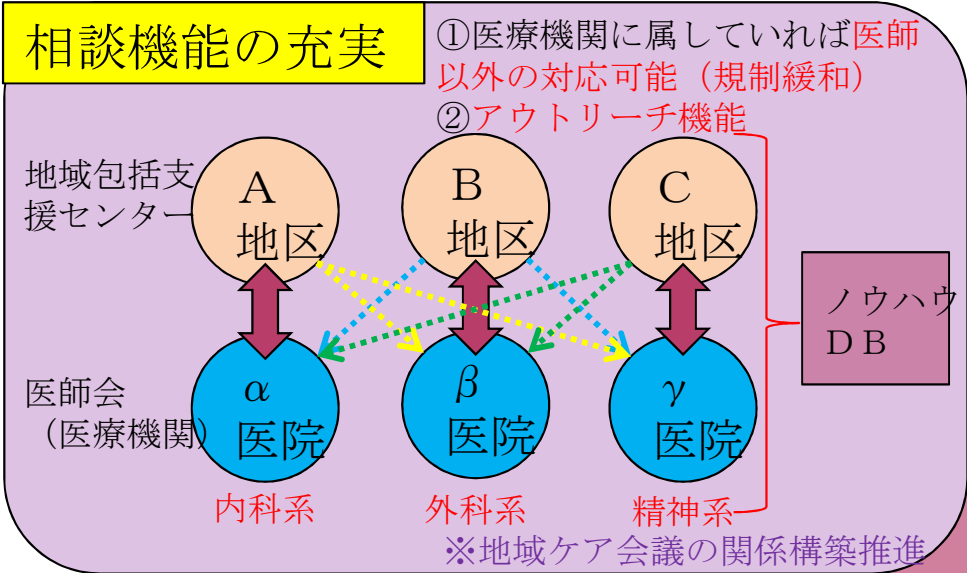 相談機能の充実
①医療機関に属していれば医師
以外の対応可能（規制緩和）
②アウトリーチ機能
地域包括支
援センター
A
地区
B
地区
C
地区
ノウハウ
DB
医師会
（医療機関）
α
医院
β
医院
γ
医院
内科系
外科系
精神系
※地域ケア会議の関係構築推進